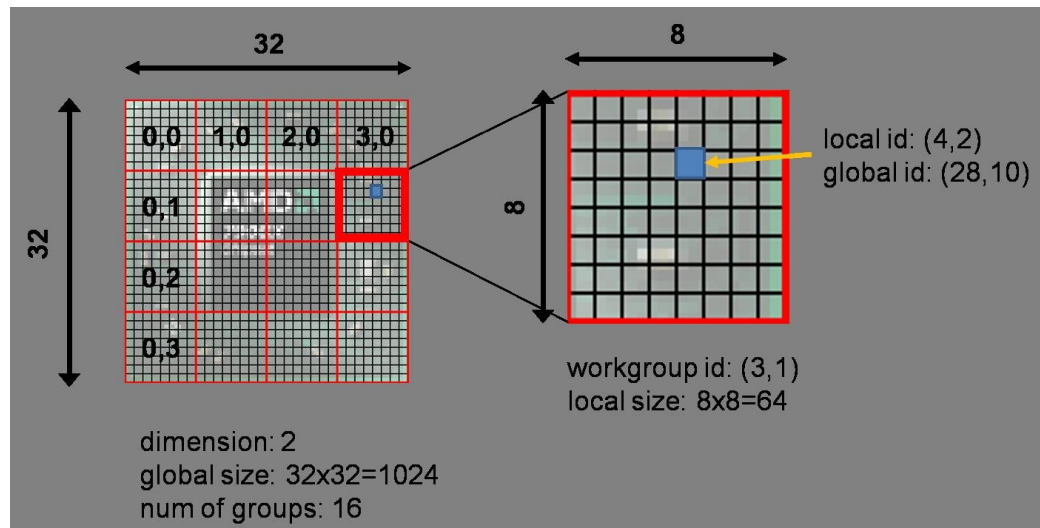 32
32
0,0 1,0 2,0 3,0
0,1
0,2
0,3
AMD
8
8
local id: (4,2)
global id: (28,10)
workgroup id: (3,1)
local size: 8x8=64
dimension: 2
global size: 32x32=1024
num of groups: 16